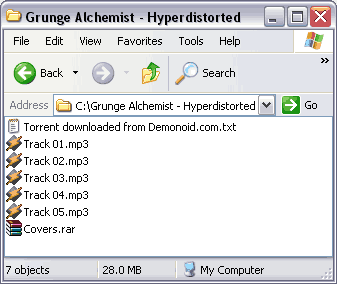 Grunge Alchemist - Hyperdistorted
File Edit View Favorites Tools Help
Back Search
Address C:\Grunge Alchemist - Hyperdistorted Go
Torrent downloaded from Demonoid.com.txt
Track 01.mp3
Track 02.mp3
Track 03.mp3
Track 04.mp3
Track 05.mp3
Covers.rar
7 objects 28.0 MB My Computer